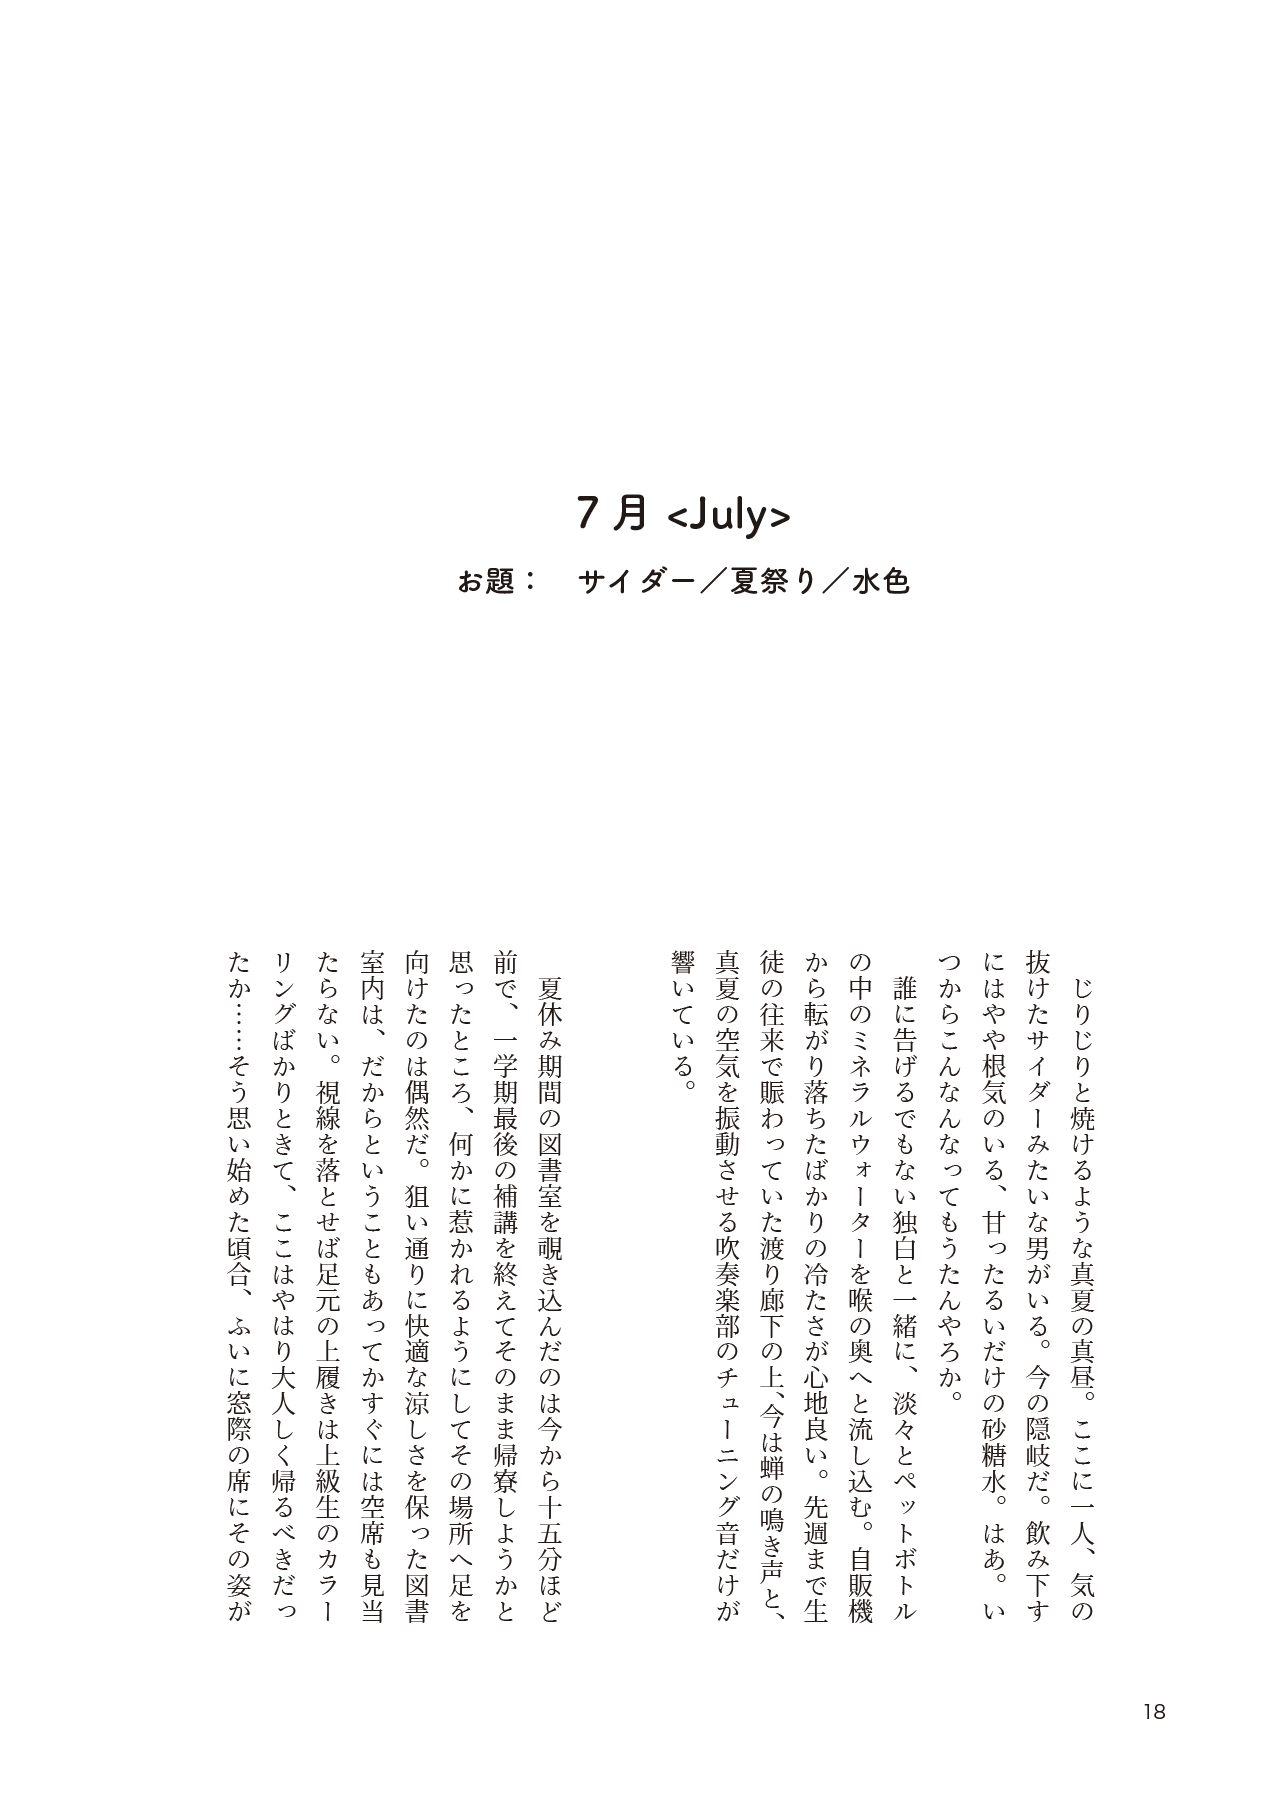 7月 <July>
お題：　サイダー／夏祭り／水色
　じりじりと焼けるような真夏の真昼。ここに一人、気の
抜けたサイダーみたいな男がいる。今の隠岐だ。飲み下す
にはやや根気のいる、甘ったるいだけの砂糖水。はあ。い
つからこんなんなってもうたんやろか。
　誰に告げるでもない独白と一緒に、淡々とペットボトル
の中のミネラルウォーターを喉の奥へと流し込む。自販機
から転がり落ちたばかりの冷たさが心地良い。先週まで生
徒の往来で賑わっていた渡り廊下の上、今は蝉の鳴き声と、
真夏の空気を振動させる吹奏楽部のチューニング音だけが
響いている。
　夏休み期間の図書室を覗き込んだのは今から十五分ほど
前で、一学期最後の補講を終えてそのまま帰寮しようかと
思ったところ、何かに惹かれるようにしてその場所へ足を
向けたのは偶然だ。狙い通りに快適な涼しさを保った図書
室内は、だからということもあってかすぐには空席も見当
たらない。視線を落とせば足元の上履きは上級生のカラー
リングばかりときて、ここはやはり大人しく帰るべきだっ
たか……そう思い始めた頃合、ふいに窓際の席にその姿が
18